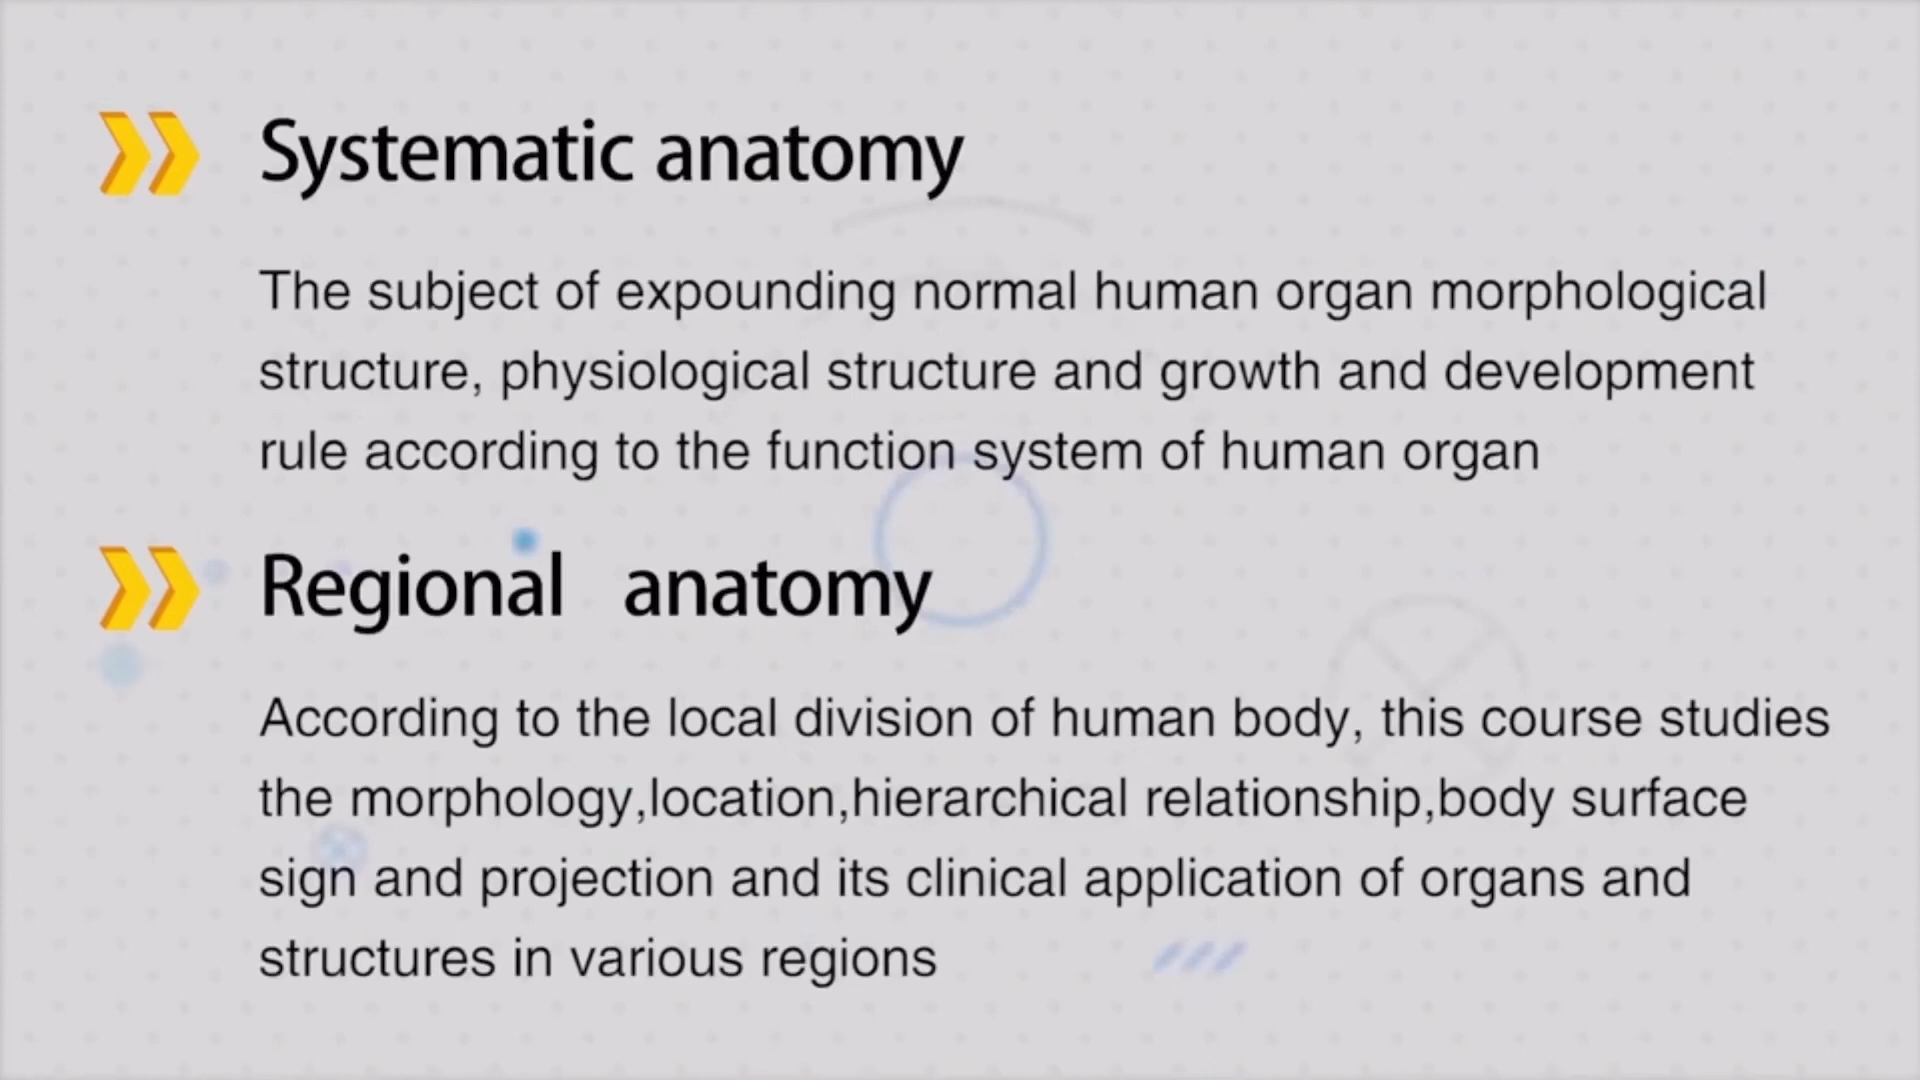 Systematic anatomy
The subject of expounding normal human organ morphological
structure, physiological structure and growth and development
rule according to the function system of human organ
Regional anatomy
According to the local division of human body, this course studies
the morphology,location,hierarchical relationship,body surface
sign and projection and its clinical application of organs and
structures in various regions